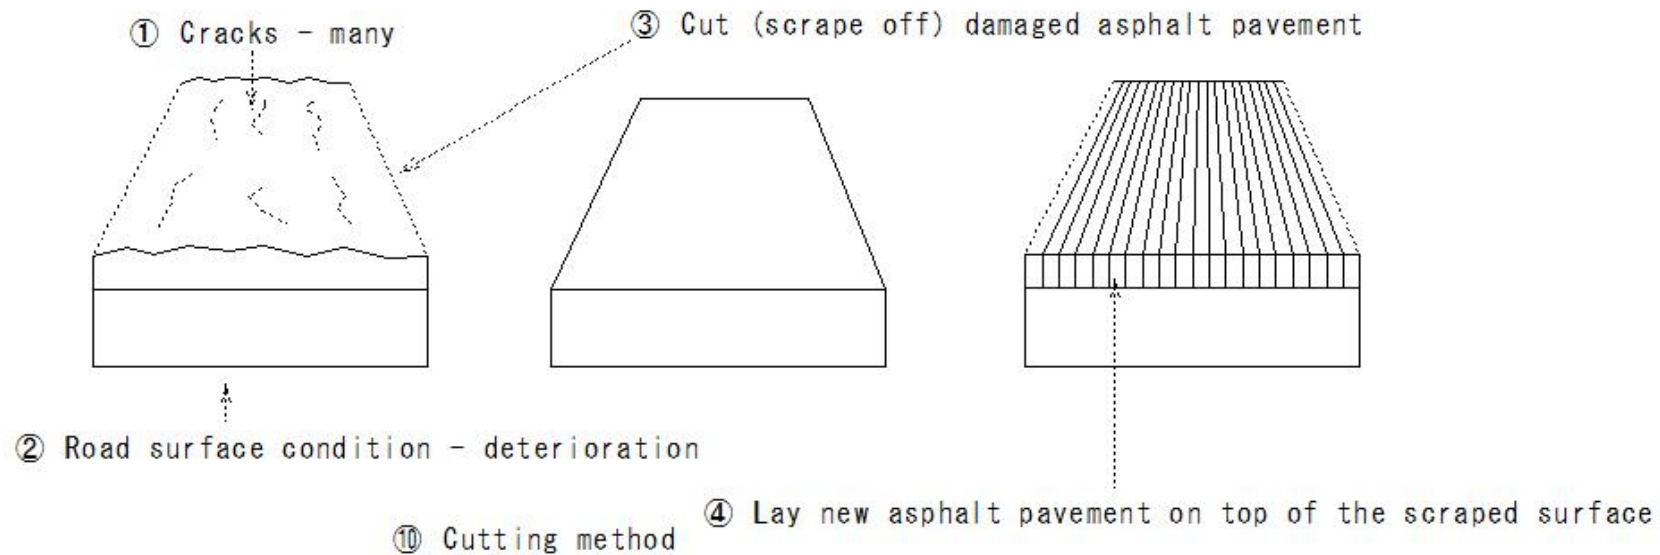 ① Cracks - many
③ Cut (scrape off) damaged asphalt pavement
② Road surface condition - deterioration
④ Lay new asphalt pavement on top of the scraped surface
⑩ Cutting method